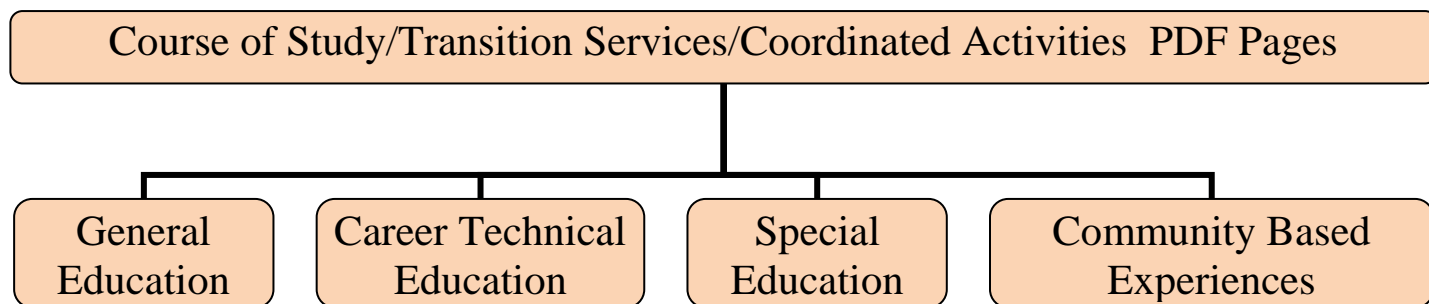 Course of Study/Transition Services/Coordinated Activities  PDF Pages
General
Education
Career Technical
Education
Special
Education
Community Based
Experiences